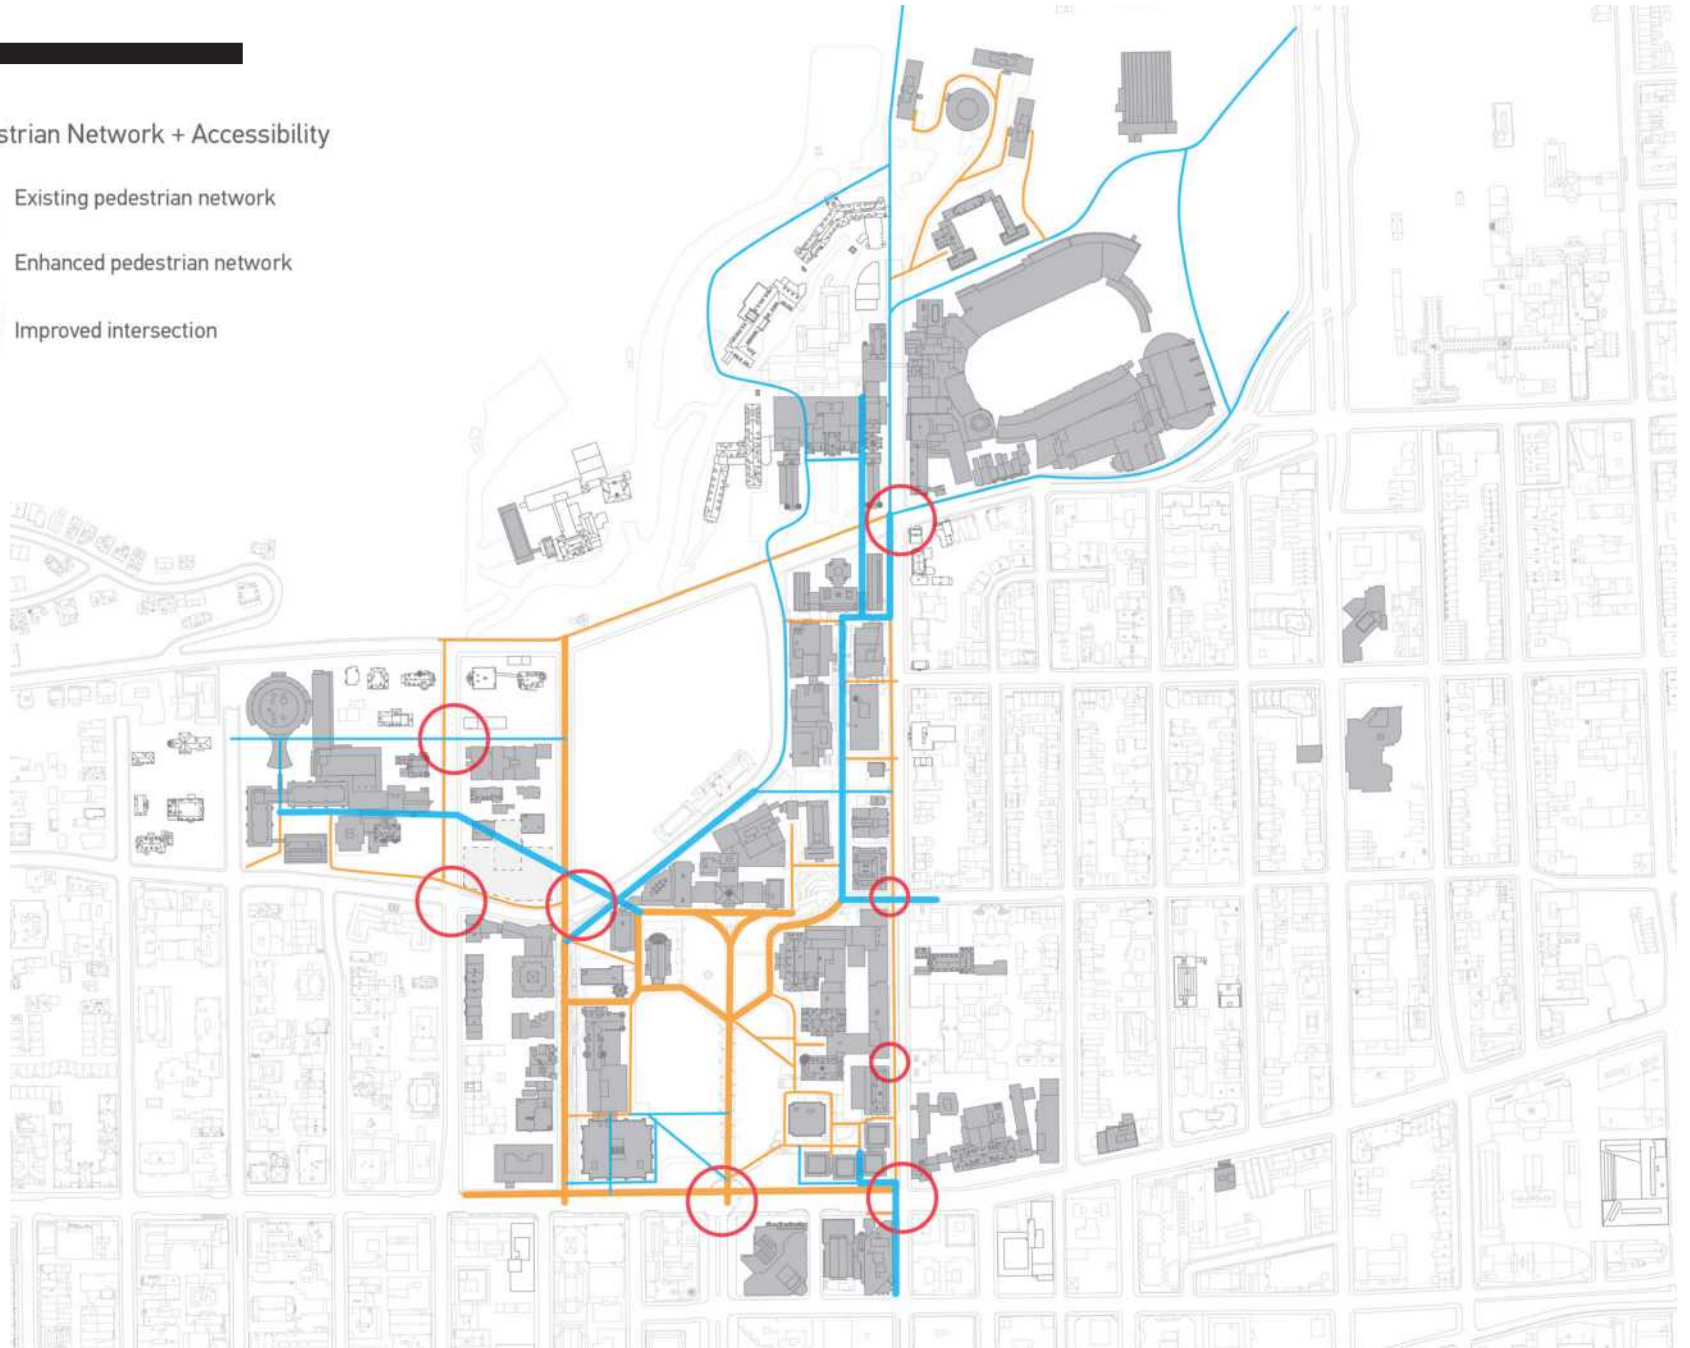 strian Network + Accessibility
Existing pedestrian network
Enhanced pedestrian network
Improved intersection